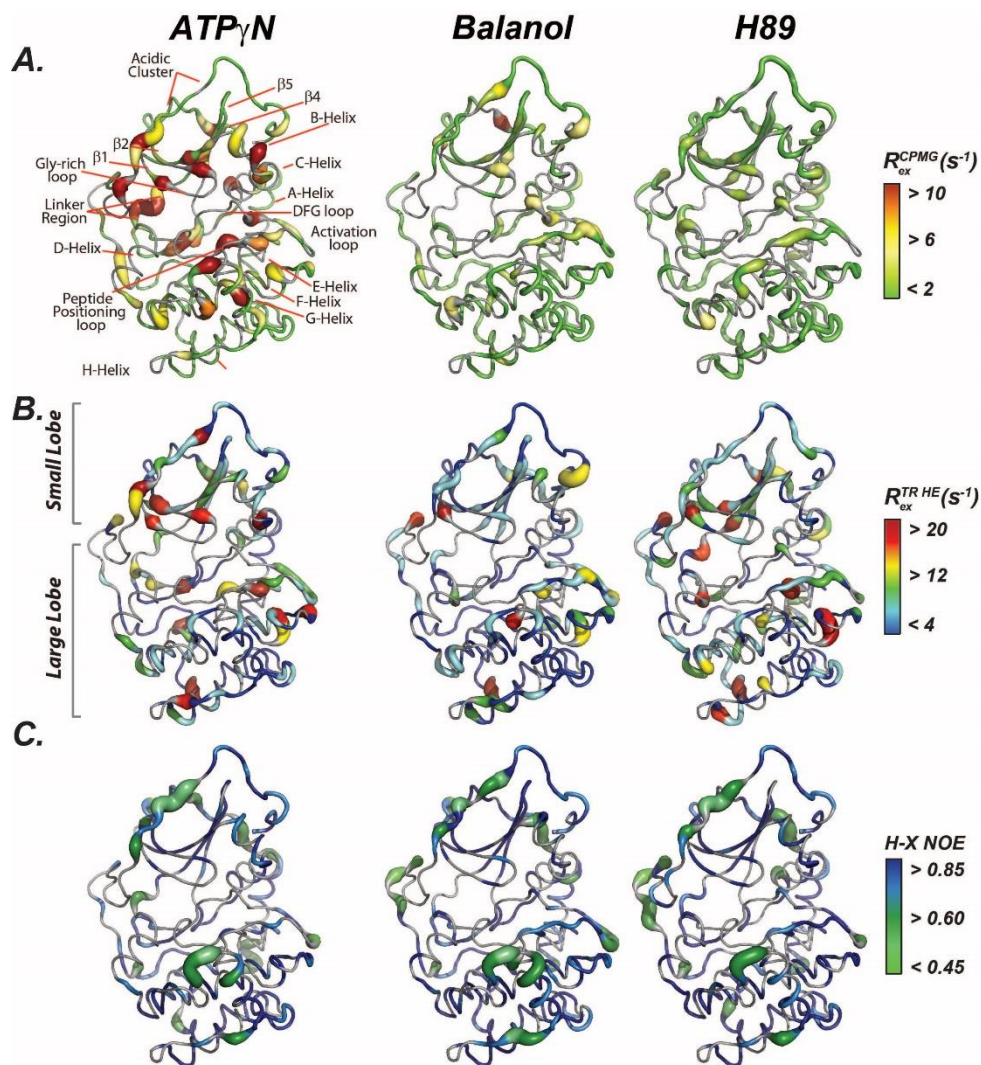 ATPγN Balanol H89
A.
Acidic
Cluster
β5
β4
B-Helix
β2
β1
Gly-rich
loop
C-Helix
A-Helix
Linker
Region
DFG loop
Activation
loop
D-Helix
E-Helix
Peptide
Positioning
loop
F-Helix
G-Helix
H-Helix
R_ex^CPMG (s⁻¹)
> 10
> 6
< 2
B.
Small Lobe
Large Lobe
R_ex^TR HE (s⁻¹)
> 20
> 12
< 4
C.
H-X NOE
> 0.85
> 0.60
< 0.45